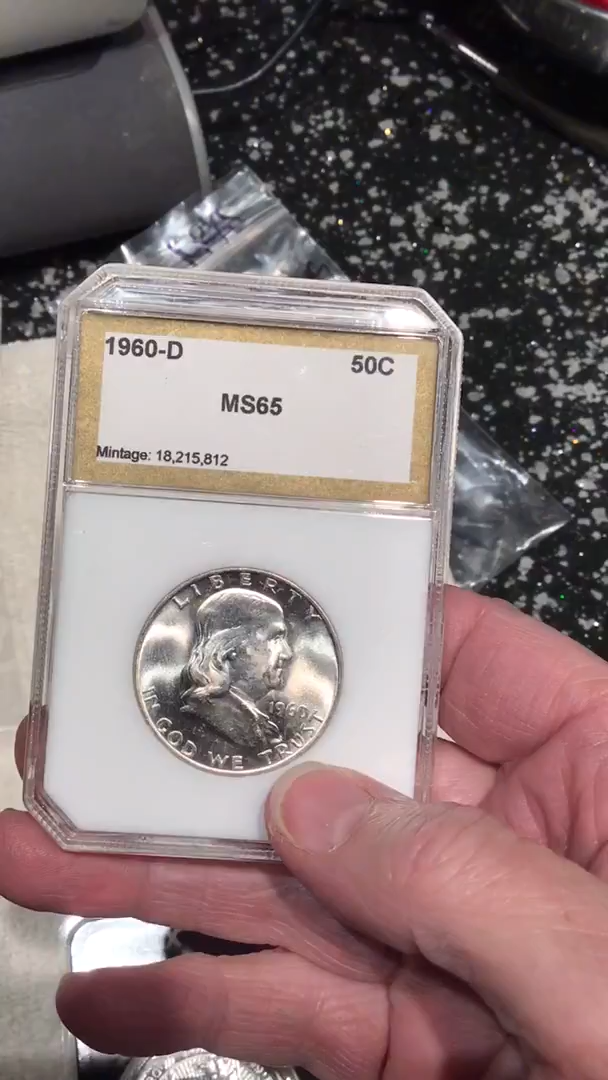 1960-D 50C
MS65
Mintage: 18,215,812
LIBERTY
1960
IN GOD WE TRUST